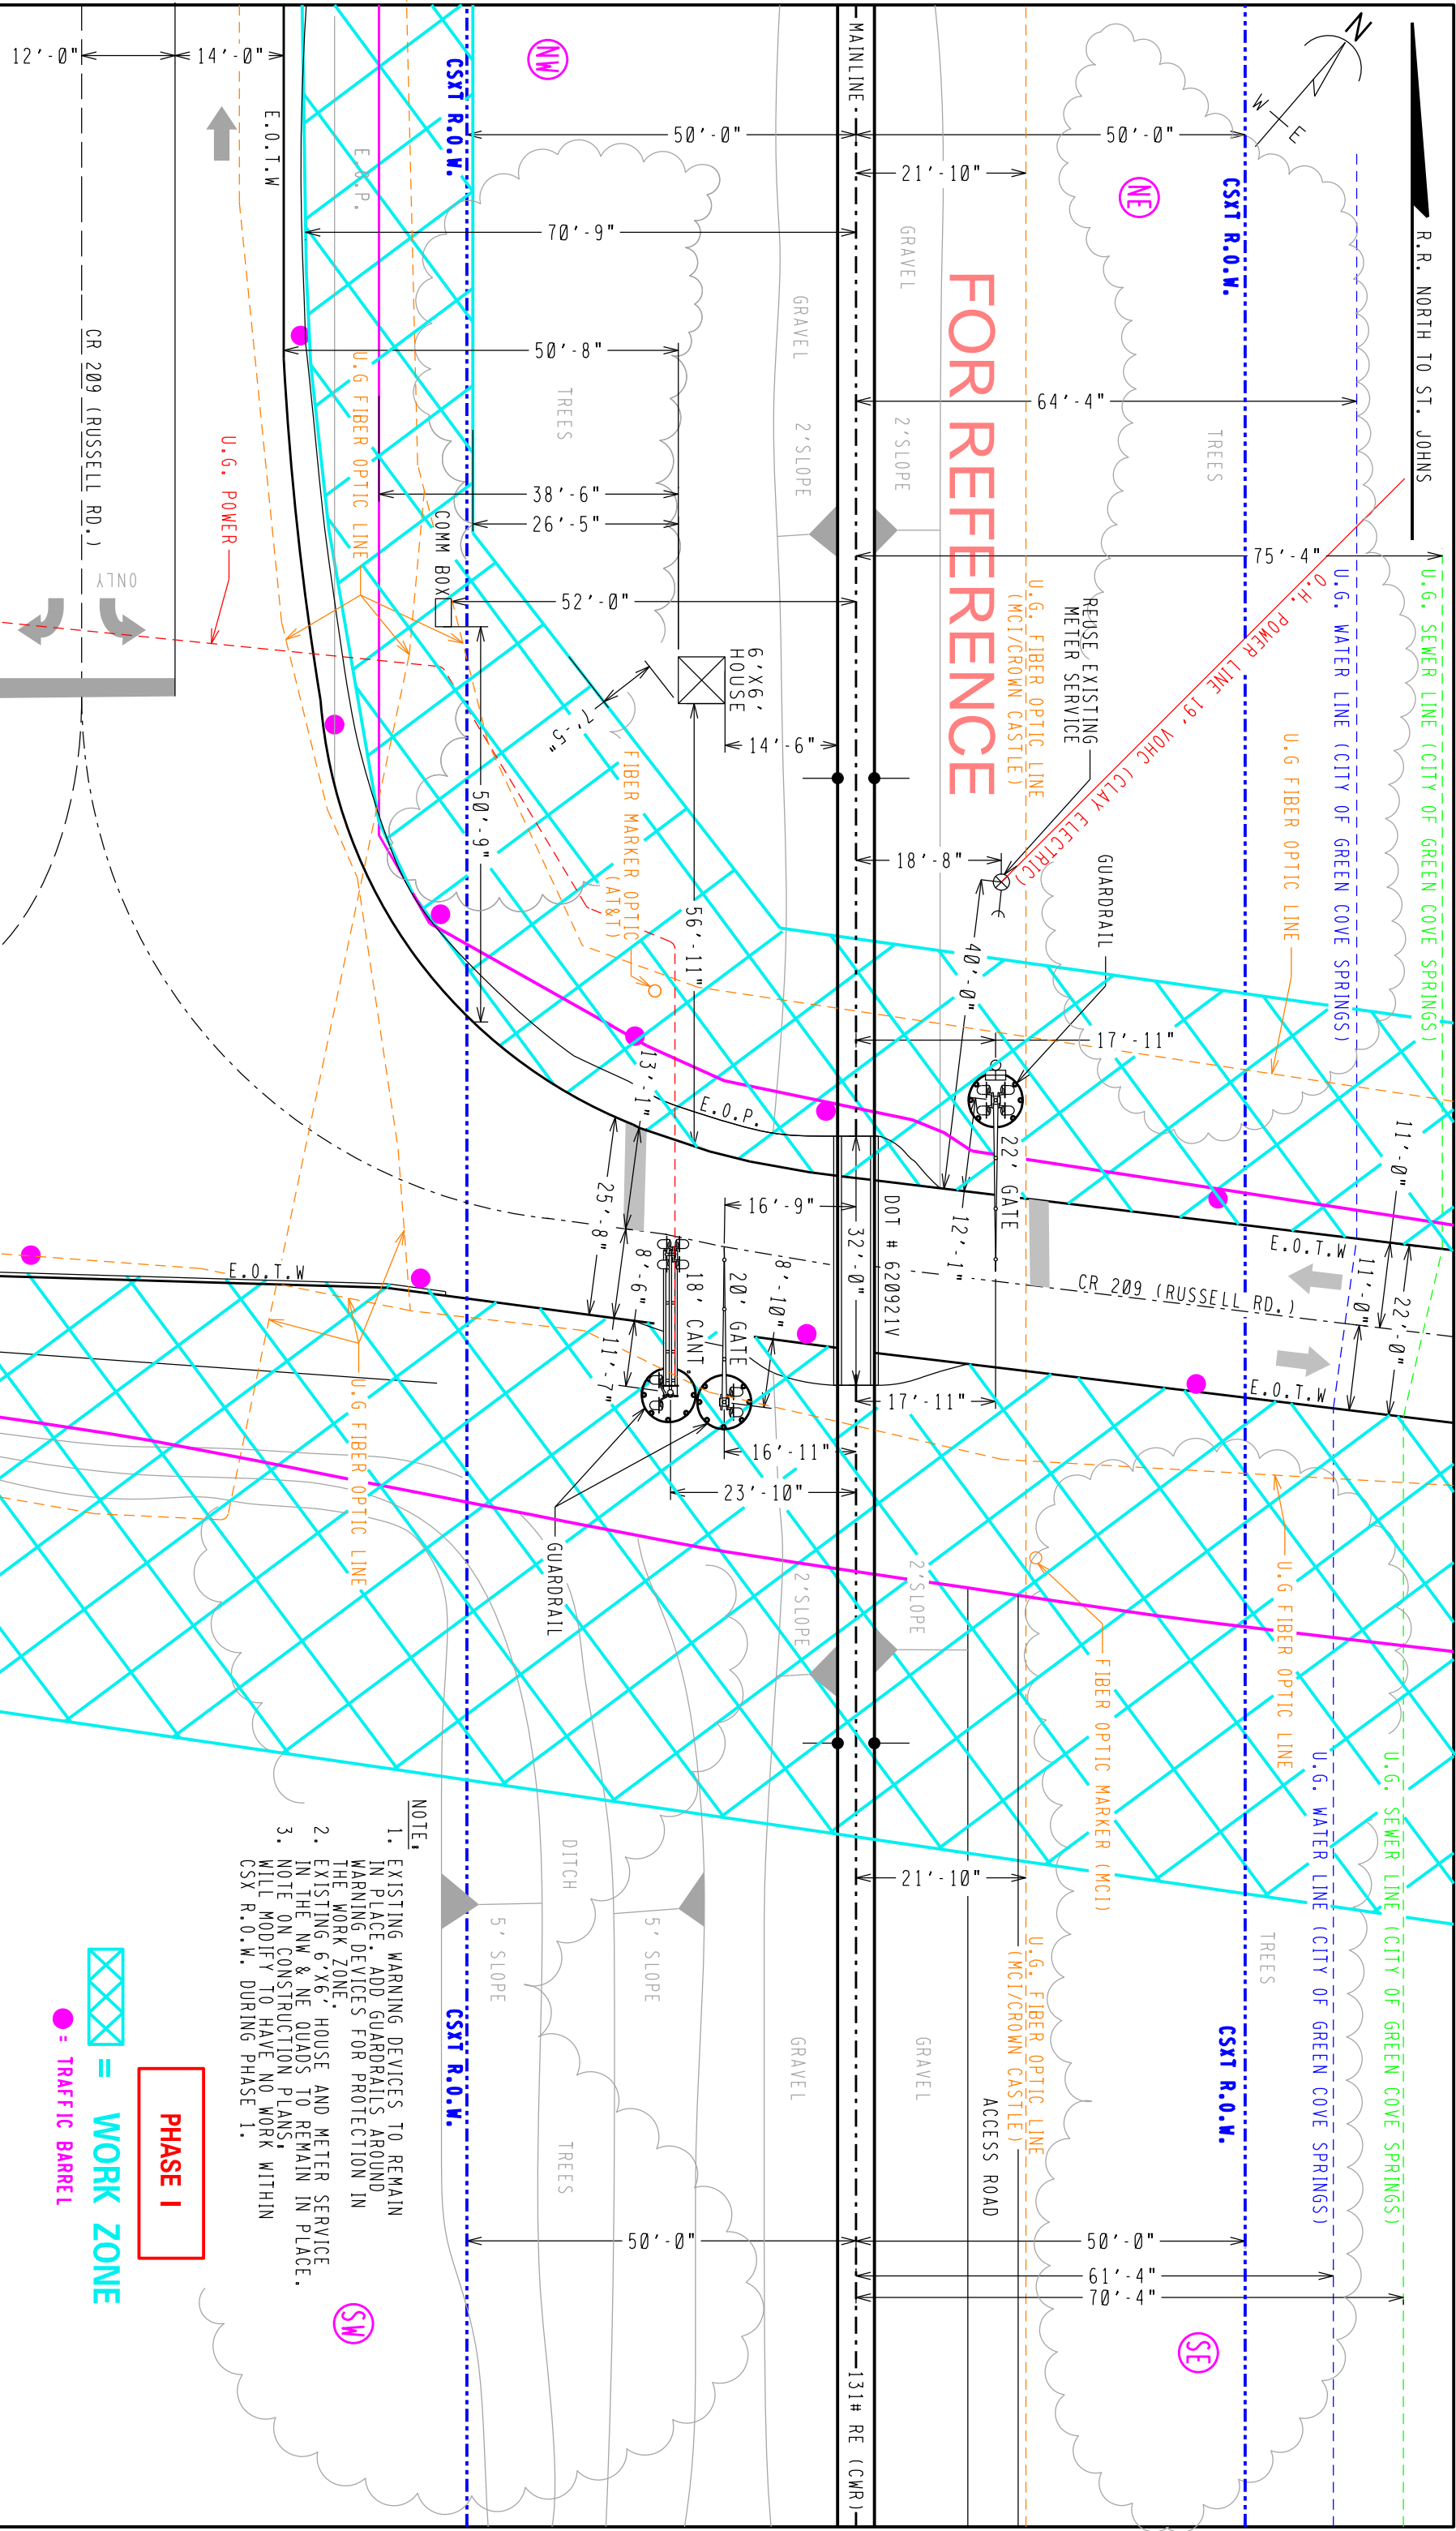 R.R. NORTH TO ST. JOHNS
N
W
E
U.G. SEWER LINE (CITY OF GREEN COVE SPRINGS)
U.G. WATER LINE (CITY OF GREEN COVE SPRINGS)
CSXT R.O.W.
NE
TREES
O.H. POWER LINE 19' VOHC (CLAY ELECTRIC)
U.G FIBER OPTIC LINE
50'-0"
21'-10"
64'-4"
75'-4"
GRAVEL
2'SLOPE
FOR REFERENCE
U.G. FIBER OPTIC LINE
(MCI/CROWN CASTLE)
REUSE EXISTING
METER SERVICE
GUARDRAIL
18'-8"
40'-0"
17'-11"
22' GATE
12'-1"
11'-0"
11'-0"
22'-0"
E.O.T.W
CR 209 (RUSSELL RD.)
E.O.T.W
MAINLINE
DOT # 620921V
32'-0"
131# RE (CWR)
NW
CSXT R.O.W.
50'-0"
70'-9"
50'-8"
38'-6"
26'-5"
52'-0"
GRAVEL
2'SLOPE
TREES
6'X6'
HOUSE
14'-6"
7'-5"
COMM BOX
50'-9"
56'-11"
FIBER MARKER OPTIC
(AT&T)
13'-1"
E.O.P.
E.O.P.
E.O.T.W
U.G FIBER OPTIC LINE
U.G. POWER
12'-0"
14'-0"
CR 209 (RUSSELL RD.)
ONLY
25'-8"
8'-6"
11'-7"
16'-9"
8'-10"
18' CANT.
20' GATE
17'-11"
16'-11"
23'-10"
GUARDRAIL
E.O.T.W
U.G FIBER OPTIC LINE
U.G FIBER OPTIC LINE
FIBER OPTIC MARKER (MCI)
2'SLOPE
2'SLOPE
U.G. SEWER LINE (CITY OF GREEN COVE SPRINGS)
U.G. WATER LINE (CITY OF GREEN COVE SPRINGS)
TREES
CSXT R.O.W.
21'-10"
U.G. FIBER OPTIC LINE
(MCI/CROWN CASTLE)
ACCESS ROAD
GRAVEL
GRAVEL
50'-0"
61'-4"
70'-4"
SE
5' SLOPE
DITCH
5' SLOPE
TREES
CSXT R.O.W.
50'-0"
SW
NOTE:
1. EXISTING WARNING DEVICES TO REMAIN
IN PLACE. ADD GUARDRAILS AROUND
WARNING DEVICES FOR PROTECTION IN
THE WORK ZONE.
2. EXISTING 6'X6' HOUSE AND METER SERVICE
IN THE NW & NE QUADS TO REMAIN IN PLACE.
3. NOTE ON CONSTRUCTION PLANS:
WILL MODIFY TO HAVE NO WORK WITHIN
CSX R.O.W. DURING PHASE 1.
PHASE I
= WORK ZONE
= TRAFFIC BARREL